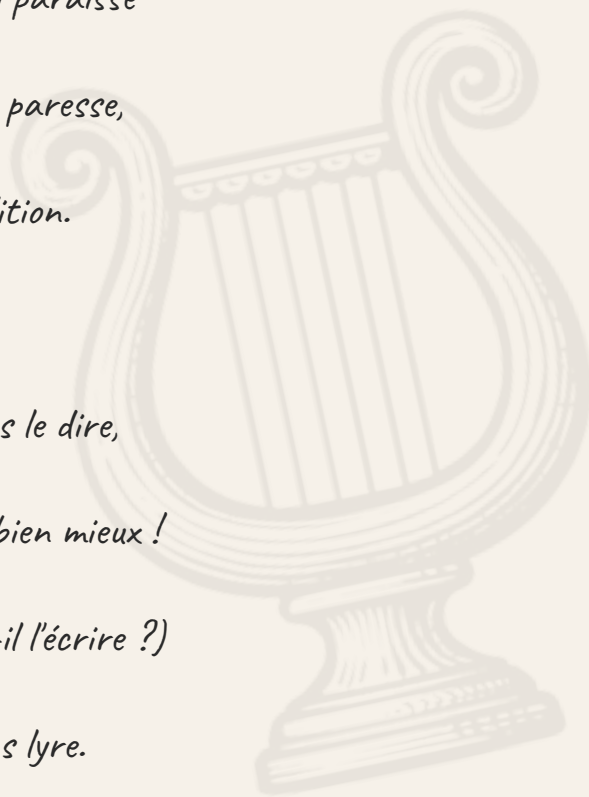 paraisse
paresse,
ition.
s le dire,
bien mieux !
-il l'écrire ?)
s lyre.